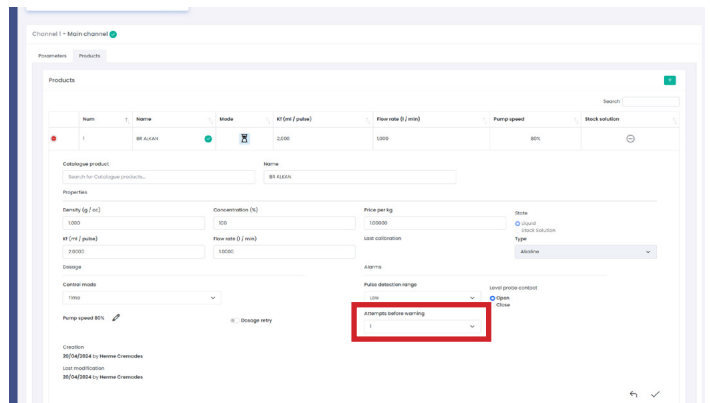 Channel 1 - Main channel
Parameters Products
Products
+
Search
Num Name Mode KT (ml / pulse) Flow rate (l / min) Pump speed Stock solution
1 BR ALKAN 2,000 1,000 80%
Catalogue product Name
Search for Catalogue products... BR ALKAN
Properties
Density (g / cc) Concentration (%) Price per kg State
1.000 100 1.00000 Liquid
Stock Solution
KT (ml / pulse) Flow rate (l / min) Last calibration Type
2.0000 1.0000 Alkaline
Dosage Alarms
Control mode Pulse detection range Level probe contact
Time Low Open
Close
Pump speed 80% Dosage retry Attempts before warning
1
Creation
30/04/2024 by Herme Cremades
Last modification
30/04/2024 by Herme Cremades